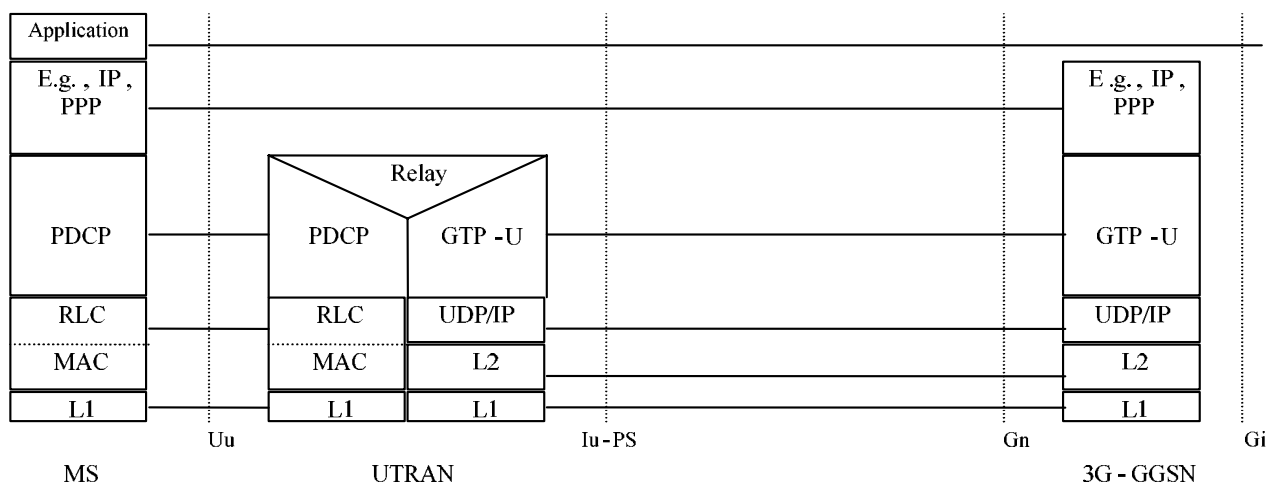 Application
E.g. , IP ,
PPP
E .g. , IP ,
PPP
Relay
PDCP
PDCP
GTP -U
GTP -U
RLC
RLC
UDP/IP
UDP/IP
MAC
MAC
L2
L2
L1
L1
L1
L1
Uu
Iu-PS
Gn
Gi
MS
UTRAN
3G - GGSN